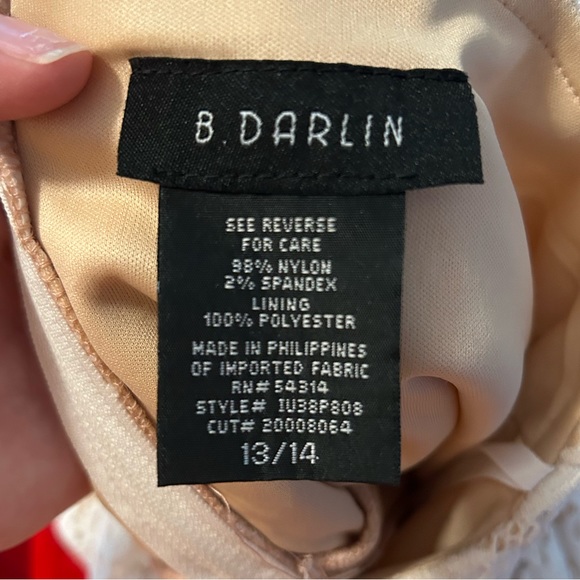 B. DARLIN
SEE REVERSE
FOR CARE
98% NYLON
2% SPANDEX
LINING
100% POLYESTER
MADE IN PHILIPPINES
OF IMPORTED FABRIC
RN# 54314
STYLE# IU38P808
CUT# 20008064
13/14